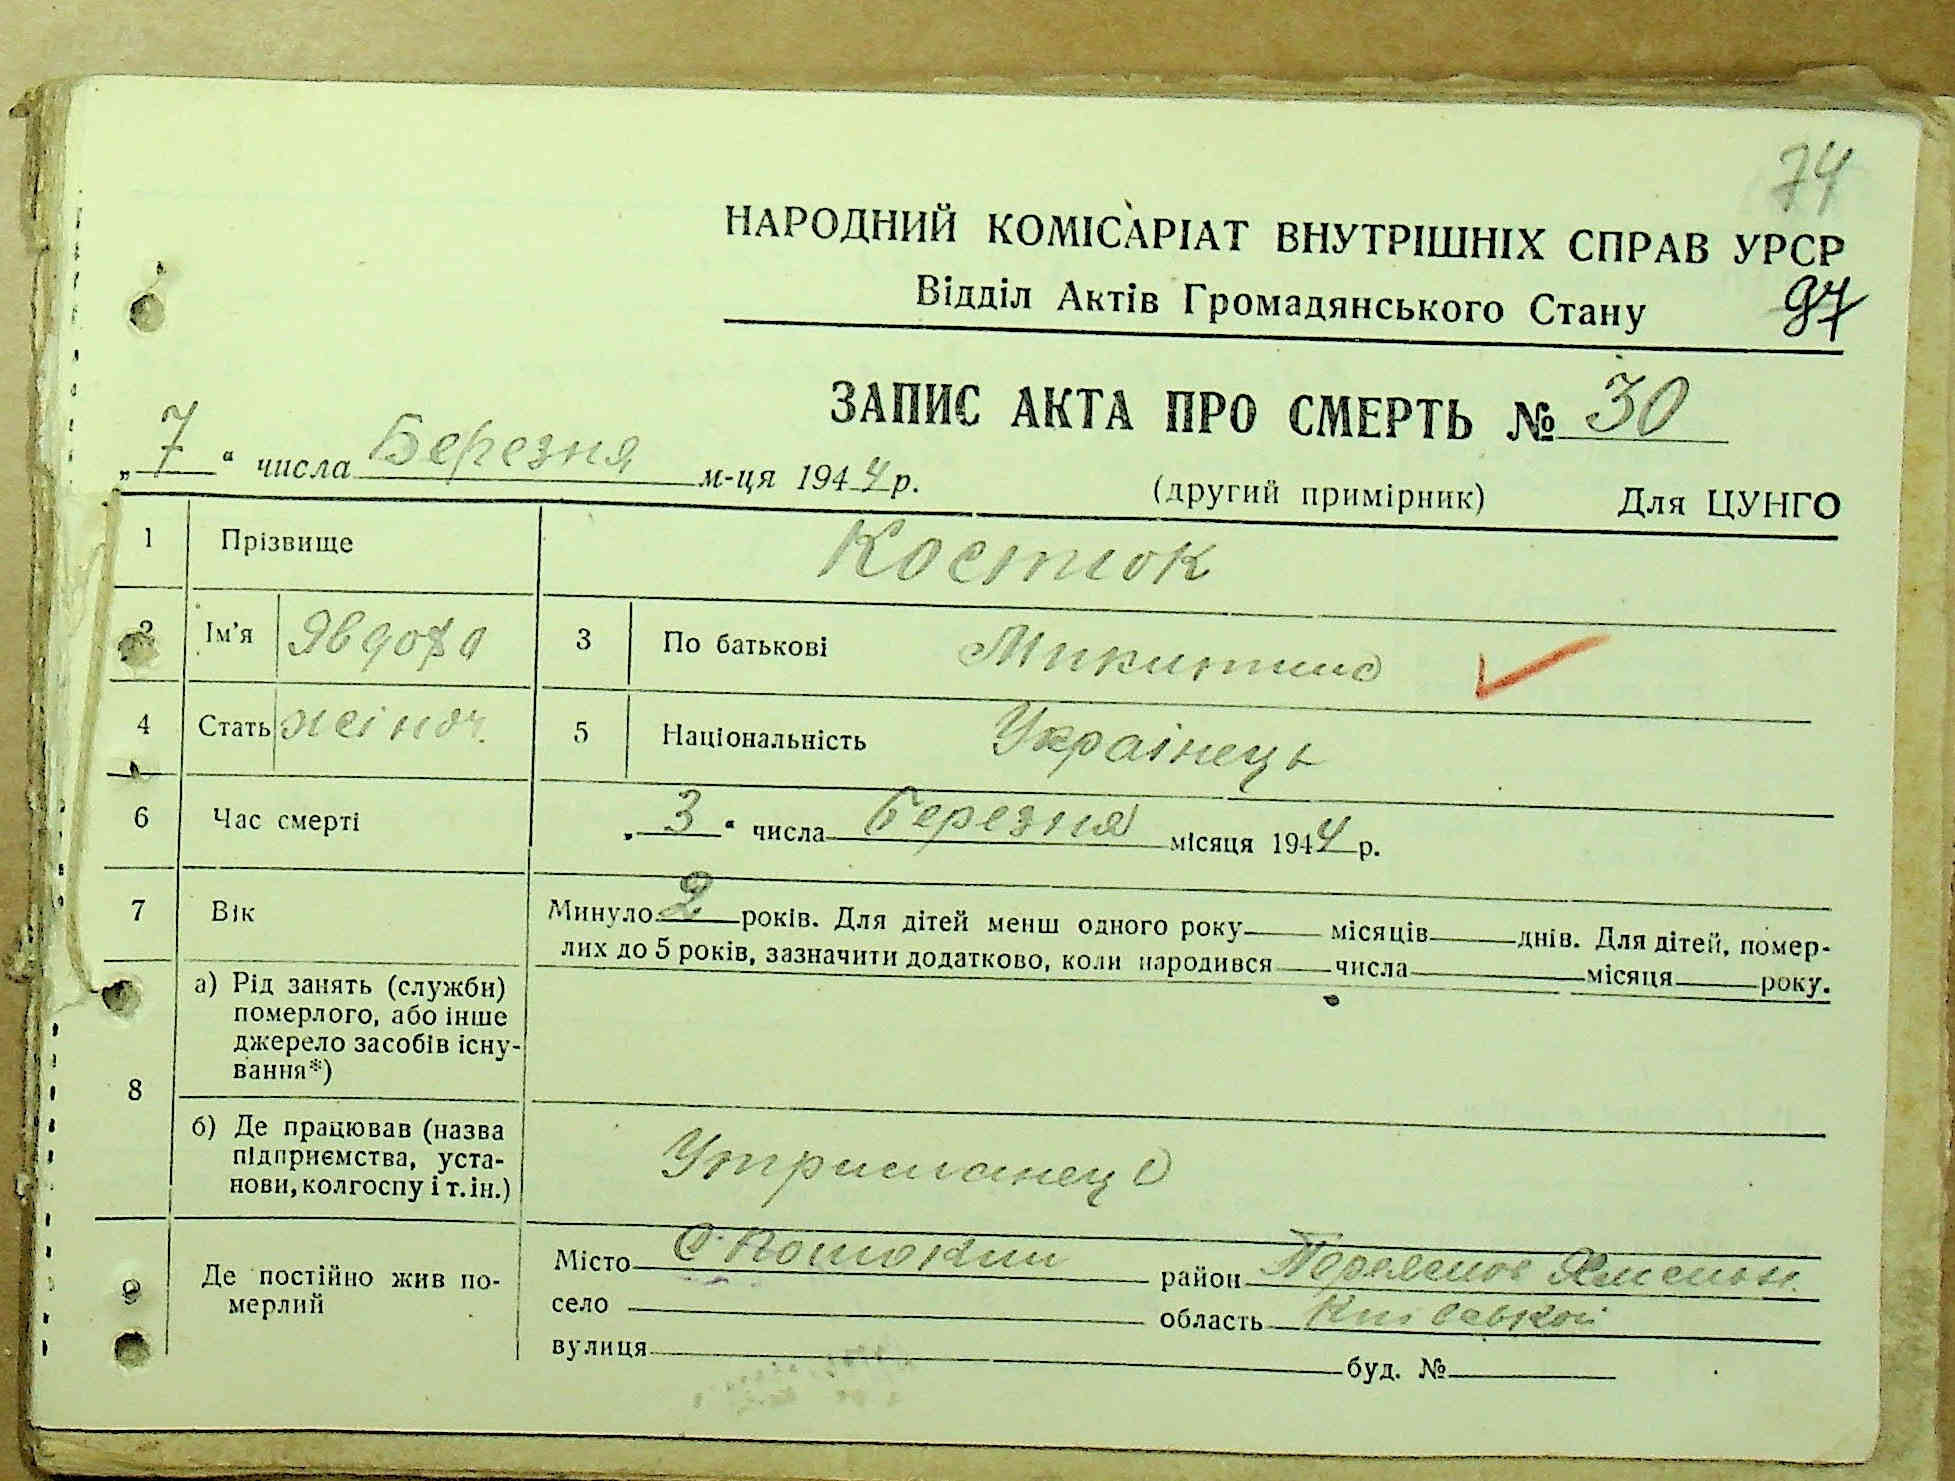 74
НАРОДНИЙ КОМІСАРІАТ ВНУТРІШНІХ СПРАВ УРСР
Відділ Актів Громадянського Стану 97
ЗАПИС АКТА ПРО СМЕРТЬ № 30
„ 7 “ числа Березня м-ця 1944 р. (другий примірник) Для ЦУНГО
1 Прізвище Костюк
2 Ім'я Явдоха 3 По батькові
4 Стать жіноч. 5 Національність Українець
6 Час смерті „ 3 “ числа Березня місяця 1944 р.
7 Вік Минуло 2 років. Для дітей менш одного року місяців днів. Для дітей, помер-
лих до 5 років, зазначити додатково, коли народився числа місяця року.
8 а) Рід занять (служби)
померлого, або інше
джерело засобів існу-
вання*)
б) Де працював (назва
підприємства, уста-
нови, колгоспу і т. ін.)
Утриманец
9 Де постійно жив по-
мерлий
Місто С. район
село область Київської
вулиця буд. №